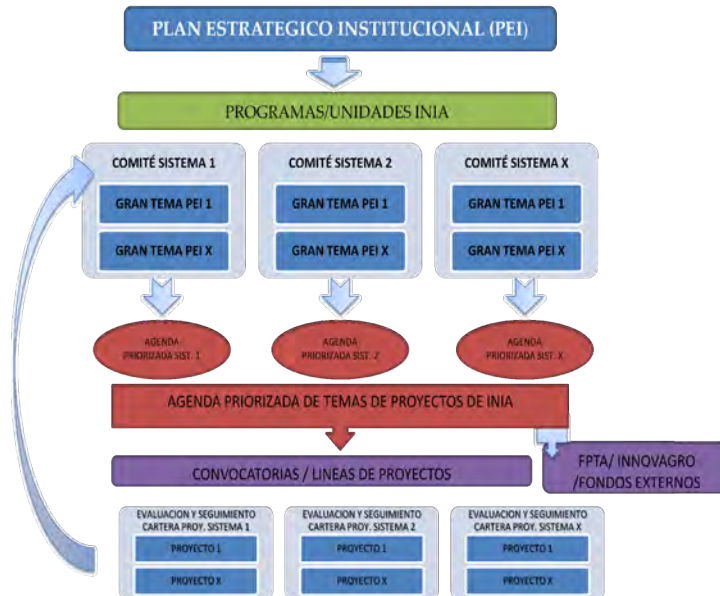 PLAN ESTRATEGICO INSTITUCIONAL (PEI)
PROGRAMAS/UNIDADES INIA
COMITÉ SISTEMA 1
GRAN TEMA PEI 1
GRAN TEMA PEI X
COMITÉ SISTEMA 2
GRAN TEMA PEI 1
GRAN TEMA PEI X
COMITÉ SISTEMA X
GRAN TEMA PEI 1
GRAN TEMA PEI X
AGENDA
PRIORIZADA SIST. 1
AGENDA
PRIORIZADA SIST. 2
AGENDA
PRIORIZADA SIST. X
AGENDA PRIORIZADA DE TEMAS DE PROYECTOS DE INIA
CONVOCATORIAS / LINEAS DE PROYECTOS
FPTA/ INNOVAGRO
/FONDOS EXTERNOS
EVALUACION Y SEGUIMIENTO
CARTERA PROY. SISTEMA 1
PROYECTO 1
PROYECTO X
EVALUACION Y SEGUIMIENTO
CARTERA PROY. SISTEMA 2
PROYECTO 1
PROYECTO X
EVALUACION Y SEGUIMIENTO
CARTERA PROY. SISTEMA X
PROYECTO 1
PROYECTO X